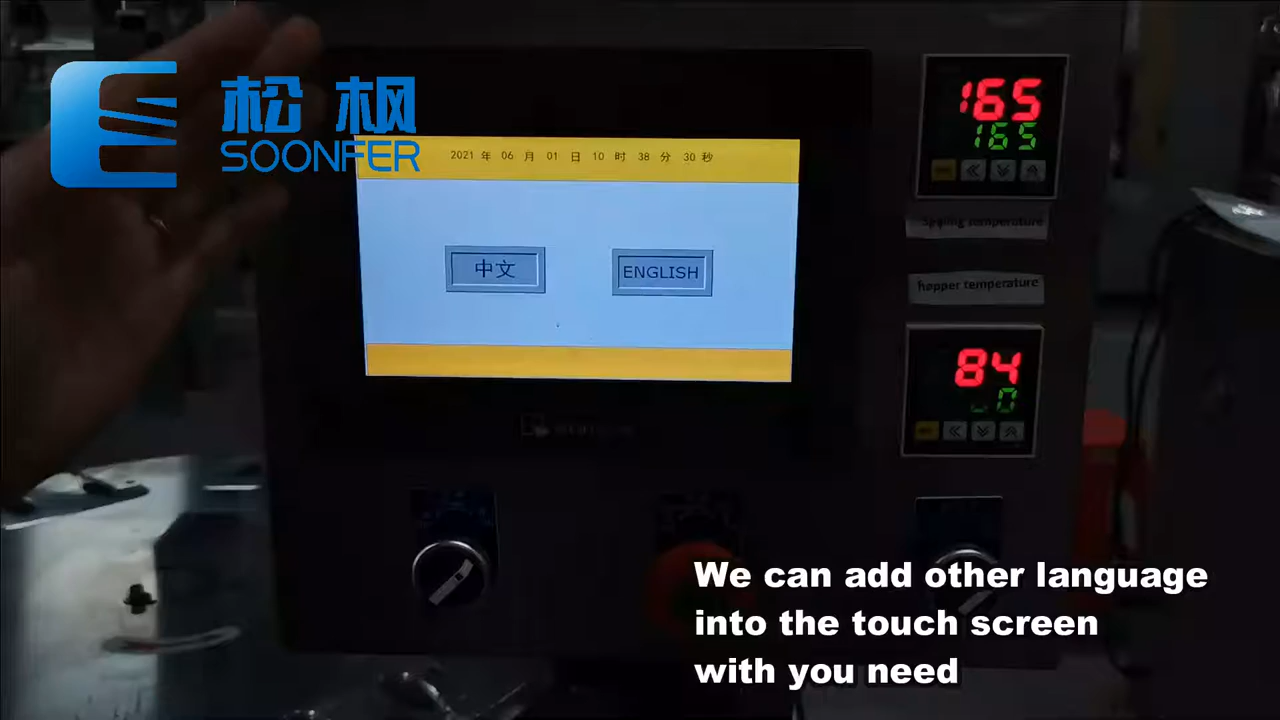 松枫
SOONFER
2021 年 06 月 01 日 10 时 38 分 30 秒
中文
ENGLISH
165
165
temperature
hopper temperature
84
0
We can add other language
into the touch screen
with you need